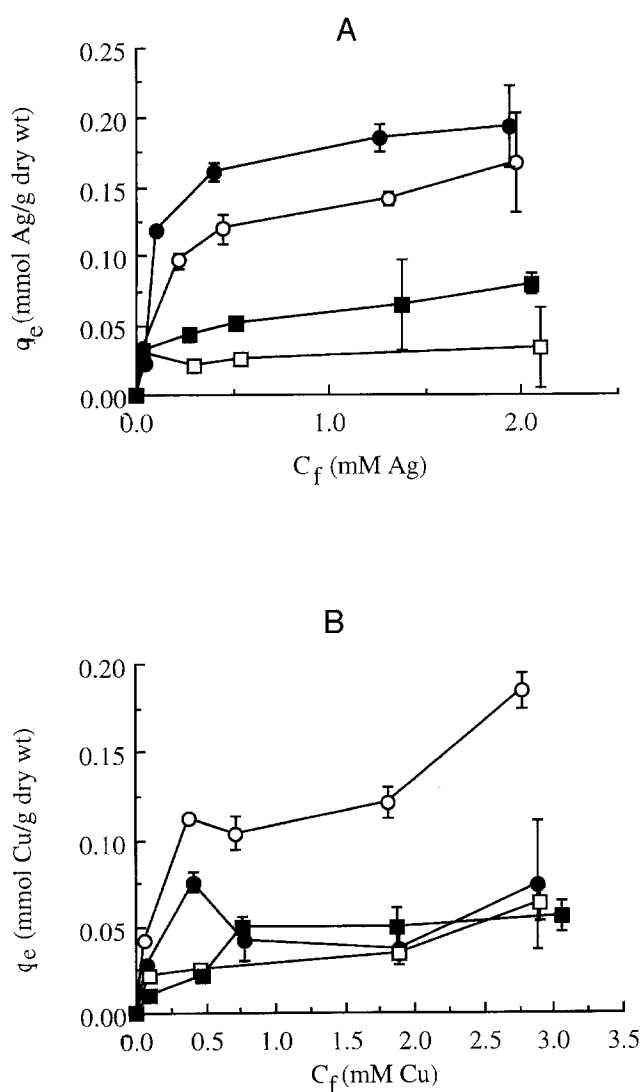 A
0.25
0.20
0.15
0.10
0.05
0.00
q_e (mmol Ag/g dry wt)
0.0 1.0 2.0
C_f (mM Ag)
B
0.20
0.15
0.10
0.05
0.00
q_e (mmol Cu/g dry wt)
0.0 0.5 1.0 1.5 2.0 2.5 3.0 3.5
C_f (mM Cu)